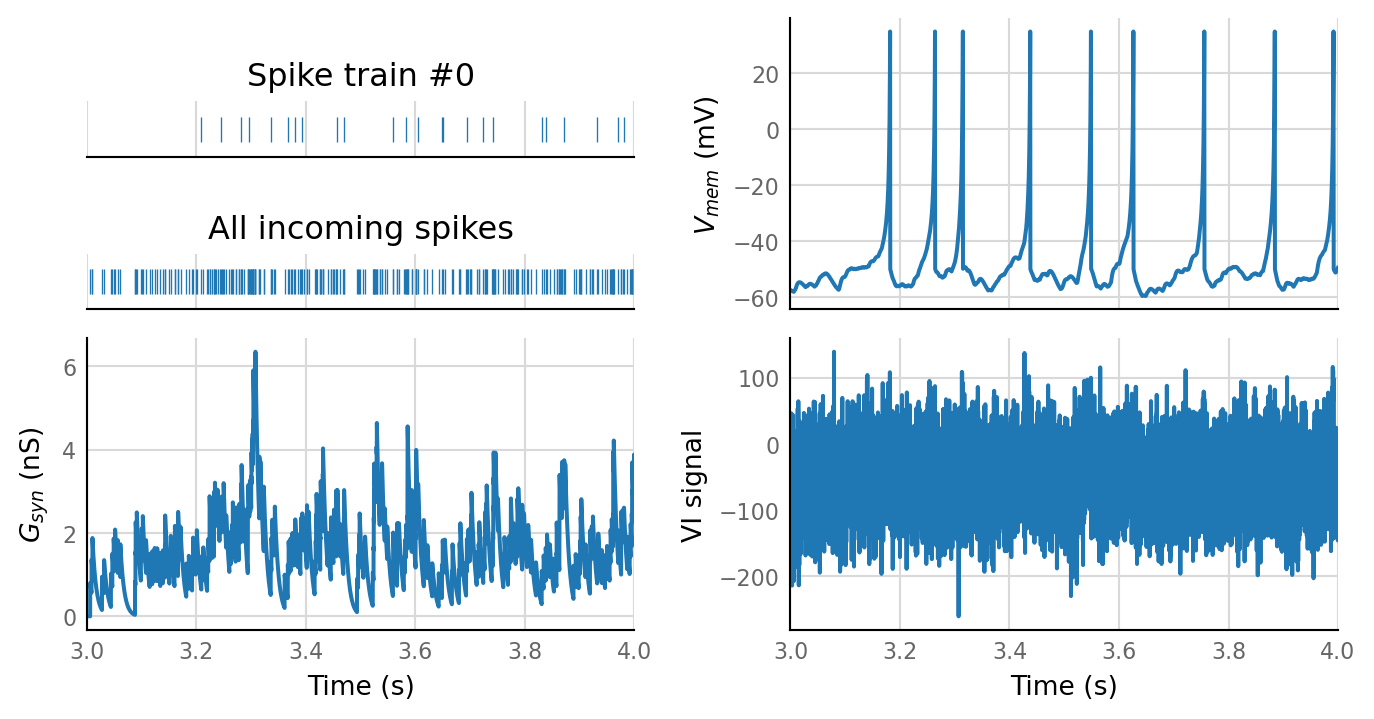 Spike train #0
All incoming spikes
G_syn (nS)
6
4
2
0
3.0 3.2 3.4 3.6 3.8 4.0
Time (s)
V_mem (mV)
20
0
−20
−40
−60
VI signal
100
0
−100
−200
3.0 3.2 3.4 3.6 3.8 4.0
Time (s)